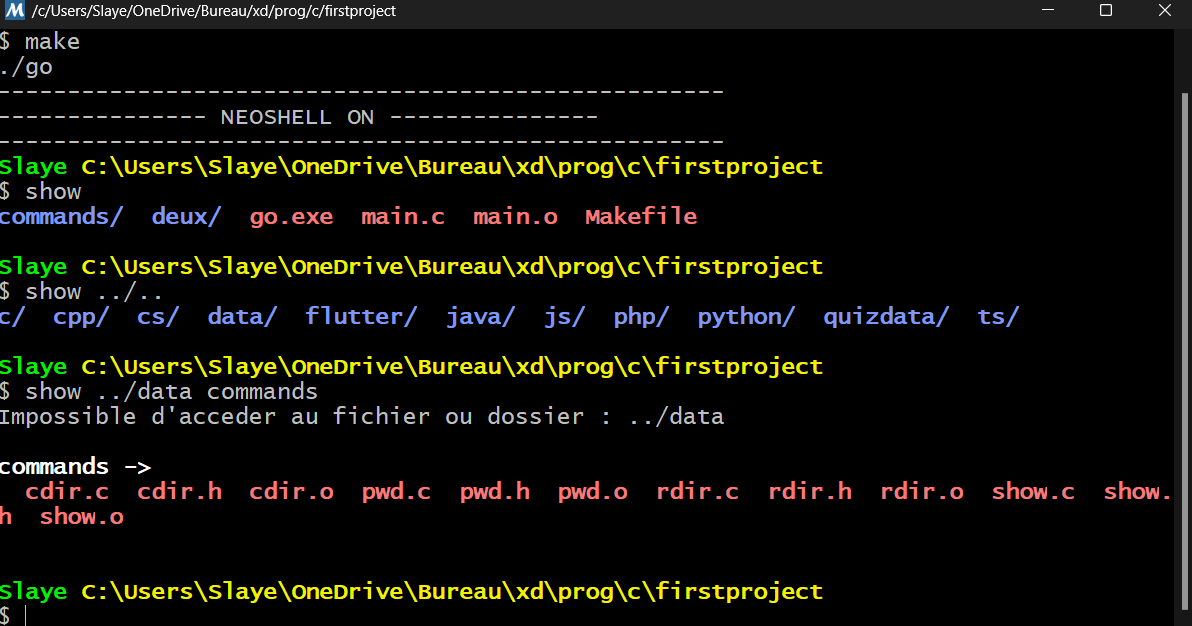 M /c/Users/Slaye/OneDrive/Bureau/xd/prog/c/firstproject
$ make
./go
----------------------------------------------------
--------------- NEOSHELL ON ---------------
----------------------------------------------------
Slaye C:\Users\Slaye\OneDrive\Bureau\xd\prog\c\firstproject
$ show
commands/  deux/  go.exe  main.c  main.o  Makefile
Slaye C:\Users\Slaye\OneDrive\Bureau\xd\prog\c\firstproject
$ show ../..
c/  cpp/  cs/  data/  flutter/  java/  js/  php/  python/  quizdata/  ts/
Slaye C:\Users\Slaye\OneDrive\Bureau\xd\prog\c\firstproject
$ show ../data commands
Impossible d'acceder au fichier ou dossier : ../data
commands ->
  cdir.c  cdir.h  cdir.o  pwd.c  pwd.h  pwd.o  rdir.c  rdir.h  rdir.o  show.c  show.
h  show.o
Slaye C:\Users\Slaye\OneDrive\Bureau\xd\prog\c\firstproject
$